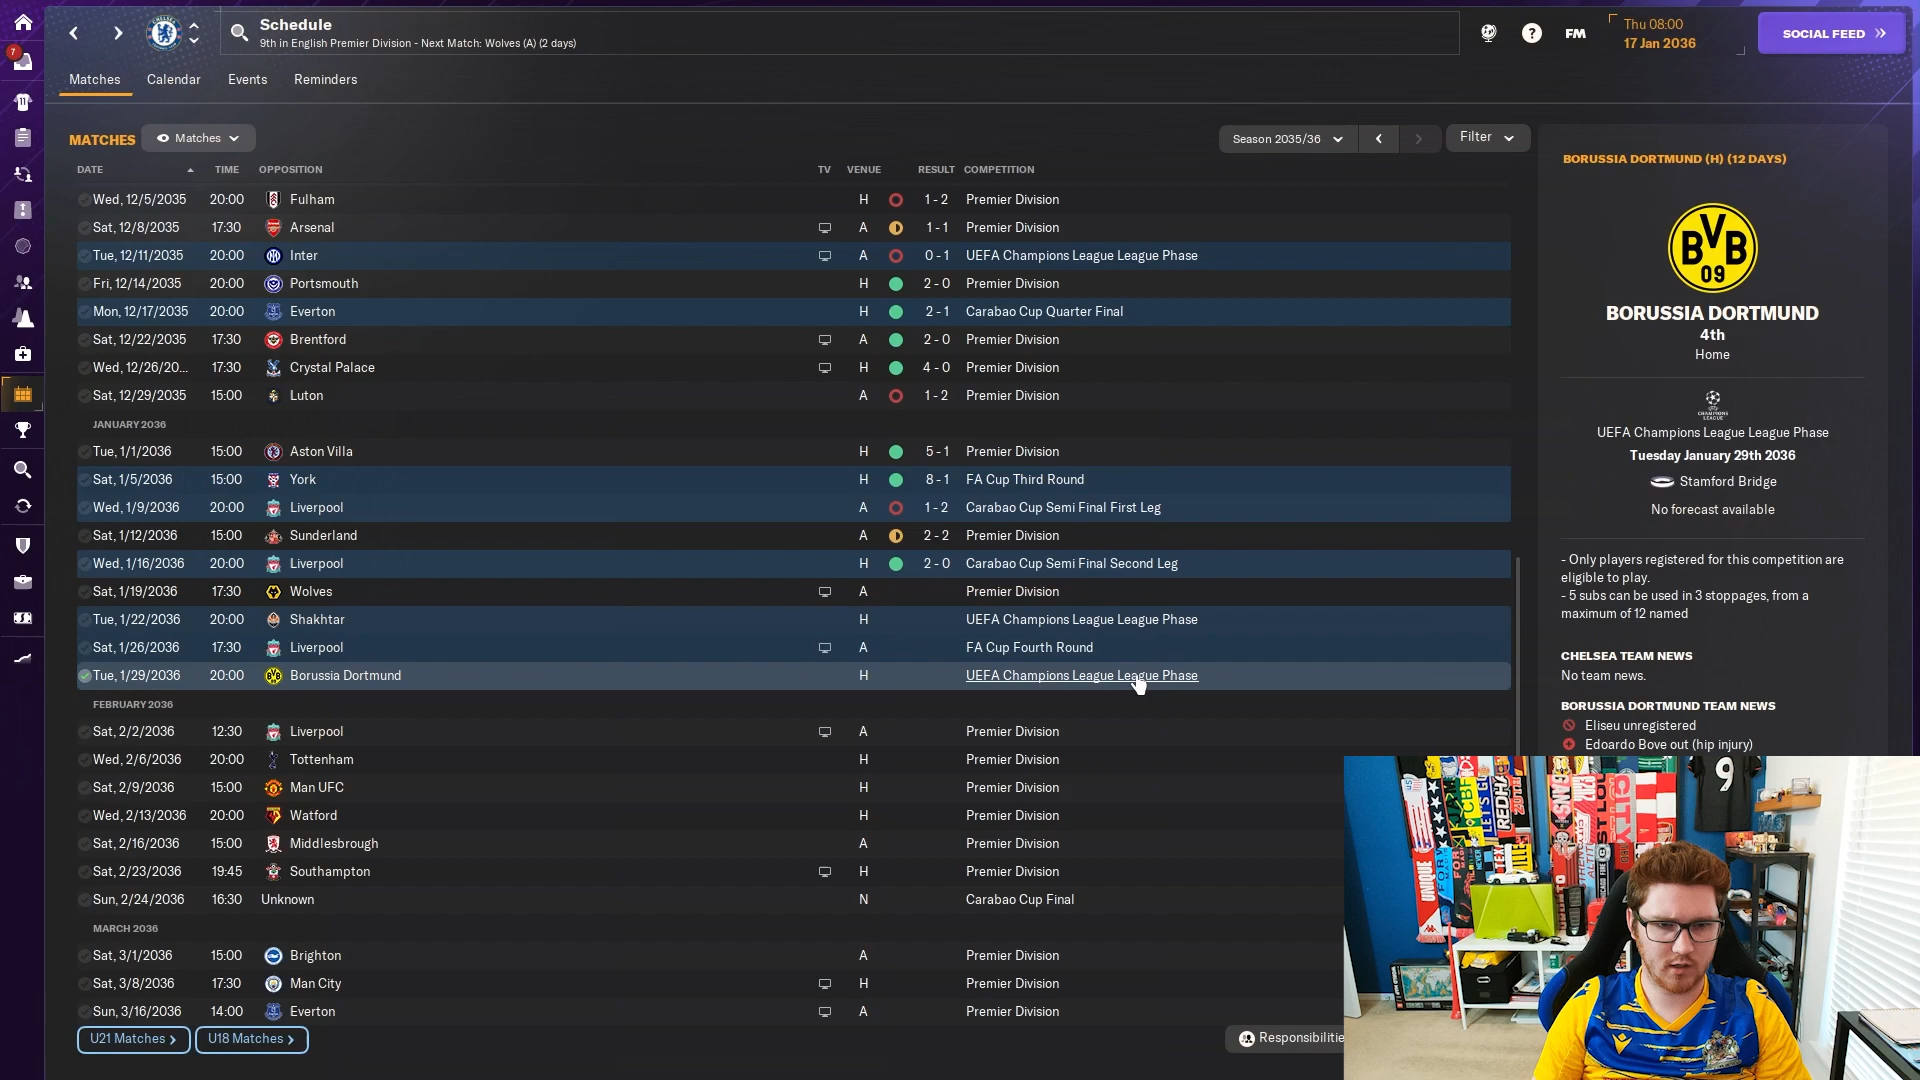 Schedule
9th in English Premier Division - Next Match: Wolves (A) (2 days)
FM
Thu 08:00
17 Jan 2036
SOCIAL FEED
7
Matches Calendar Events Reminders
MATCHES Matches
Season 2035/36
Filter
DATE TIME OPPOSITION TV VENUE RESULT COMPETITION
Wed, 12/5/2035 20:00 Fulham H 1 - 2 Premier Division
Sat, 12/8/2035 17:30 Arsenal A 1 - 1 Premier Division
Tue, 12/11/2035 20:00 Inter A 0 - 1 UEFA Champions League League Phase
Fri, 12/14/2035 20:00 Portsmouth H 2 - 0 Premier Division
Mon, 12/17/2035 20:00 Everton H 2 - 1 Carabao Cup Quarter Final
Sat, 12/22/2035 17:30 Brentford A 2 - 0 Premier Division
Wed, 12/26/20... 17:30 Crystal Palace H 4 - 0 Premier Division
Sat, 12/29/2035 15:00 Luton A 1 - 2 Premier Division
JANUARY 2036
Tue, 1/1/2036 15:00 Aston Villa H 5 - 1 Premier Division
Sat, 1/5/2036 15:00 York H 8 - 1 FA Cup Third Round
Wed, 1/9/2036 20:00 Liverpool A 1 - 2 Carabao Cup Semi Final First Leg
Sat, 1/12/2036 15:00 Sunderland A 2 - 2 Premier Division
Wed, 1/16/2036 20:00 Liverpool H 2 - 0 Carabao Cup Semi Final Second Leg
Sat, 1/19/2036 17:30 Wolves A Premier Division
Tue, 1/22/2036 20:00 Shakhtar H UEFA Champions League League Phase
Sat, 1/26/2036 17:30 Liverpool A FA Cup Fourth Round
Tue, 1/29/2036 20:00 Borussia Dortmund H UEFA Champions League League Phase
FEBRUARY 2036
Sat, 2/2/2036 12:30 Liverpool A Premier Division
Wed, 2/6/2036 20:00 Tottenham H Premier Division
Sat, 2/9/2036 15:00 Man UFC H Premier Division
Wed, 2/13/2036 20:00 Watford H Premier Division
Sat, 2/16/2036 15:00 Middlesbrough A Premier Division
Sat, 2/23/2036 19:45 Southampton H Premier Division
Sun, 2/24/2036 16:30 Unknown N Carabao Cup Final
MARCH 2036
Sat, 3/1/2036 15:00 Brighton A Premier Division
Sat, 3/8/2036 17:30 Man City H Premier Division
Sun, 3/16/2036 14:00 Everton A Premier Division
U21 Matches U18 Matches
Responsibilitie
BORUSSIA DORTMUND (H) (12 DAYS)
BVB
09
BORUSSIA DORTMUND
4th
Home
CHAMPIONS
LEAGUE
UEFA Champions League League Phase
Tuesday January 29th 2036
Stamford Bridge
No forecast available
- Only players registered for this competition are
eligible to play.
- 5 subs can be used in 3 stoppages, from a
maximum of 12 named
CHELSEA TEAM NEWS
No team news.
BORUSSIA DORTMUND TEAM NEWS
Eliseu unregistered
Edoardo Bove out (hip injury)
9
UNIQUE
CBF
LET'S G
REDH
CITY
ST LOU